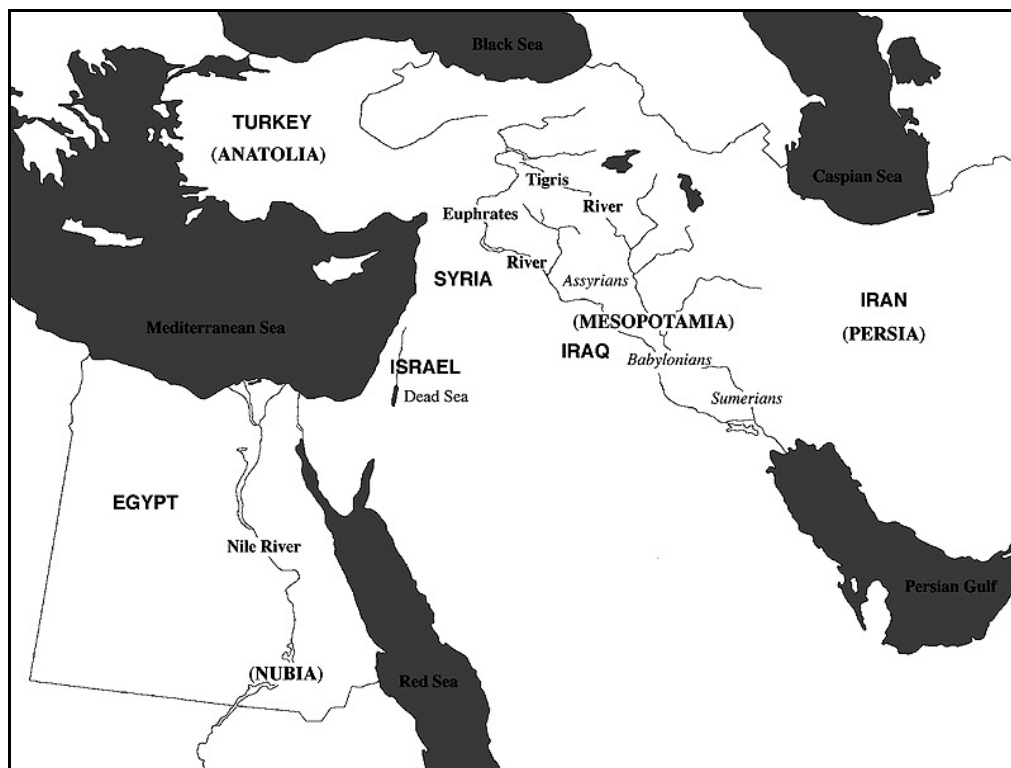 Black Sea
TURKEY
(ANATOLIA)
Caspian Sea
Tigris
River
Euphrates
River
SYRIA
Assyrians
IRAN
(PERSIA)
Mediterranean Sea
(MESOPOTAMIA)
IRAQ
Babylonians
ISRAEL
Dead Sea
Sumerians
EGYPT
Nile River
Persian Gulf
(NUBIA)
Red Sea